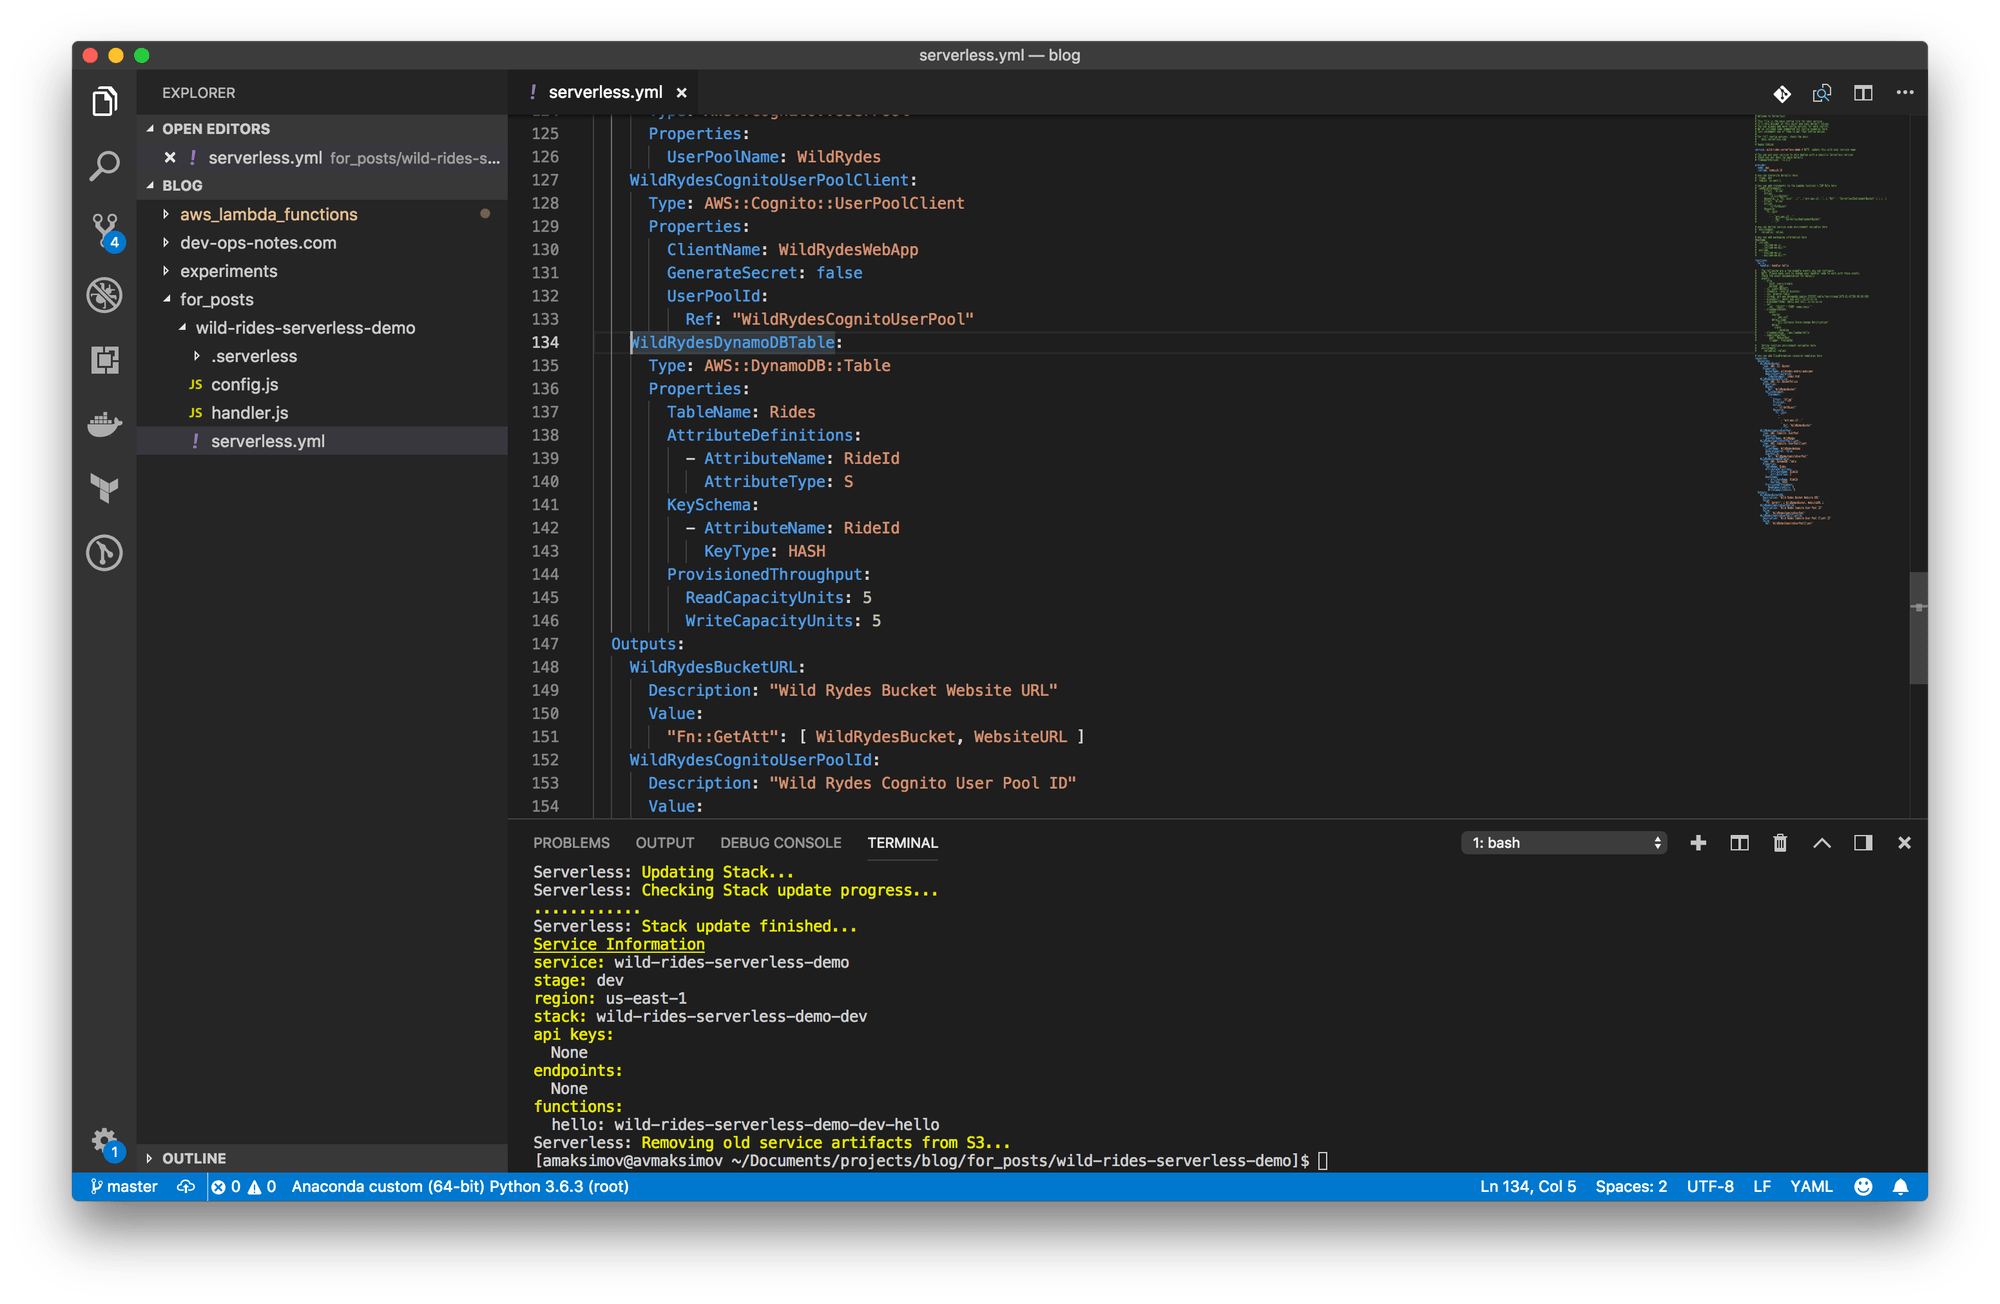 serverless.yml — blog
EXPLORER
OPEN EDITORS
serverless.yml for_posts/wild-rides-s...
BLOG
aws_lambda_functions
dev-ops-notes.com
experiments
for_posts
wild-rides-serverless-demo
.serverless
JS config.js
JS handler.js
! serverless.yml
4
1
OUTLINE
! serverless.yml
125 Properties:
126 UserPoolName: WildRydes
127 WildRydesCognitoUserPoolClient:
128 Type: AWS::Cognito::UserPoolClient
129 Properties:
130 ClientName: WildRydesWebApp
131 GenerateSecret: false
132 UserPoolId:
133 Ref: "WildRydesCognitoUserPool"
134 WildRydesDynamoDBTable:
135 Type: AWS::DynamoDB::Table
136 Properties:
137 TableName: Rides
138 AttributeDefinitions:
139 - AttributeName: RideId
140 AttributeType: S
141 KeySchema:
142 - AttributeName: RideId
143 KeyType: HASH
144 ProvisionedThroughput:
145 ReadCapacityUnits: 5
146 WriteCapacityUnits: 5
147 Outputs:
148 WildRydesBucketURL:
149 Description: "Wild Rydes Bucket Website URL"
150 Value:
151 "Fn::GetAtt": [ WildRydesBucket, WebsiteURL ]
152 WildRydesCognitoUserPoolId:
153 Description: "Wild Rydes Cognito User Pool ID"
154 Value:
PROBLEMS OUTPUT DEBUG CONSOLE TERMINAL 1: bash
Serverless: Updating Stack...
Serverless: Checking Stack update progress...
............
Serverless: Stack update finished...
Service Information
service: wild-rides-serverless-demo
stage: dev
region: us-east-1
stack: wild-rides-serverless-demo-dev
api keys:
None
endpoints:
None
functions:
hello: wild-rides-serverless-demo-dev-hello
Serverless: Removing old service artifacts from S3...
[amaksimov@avmaksimov ~/Documents/projects/blog/for_posts/wild-rides-serverless-demo]$
master 0 0 Anaconda custom (64-bit) Python 3.6.3 (root) Ln 134, Col 5 Spaces: 2 UTF-8 LF YAML